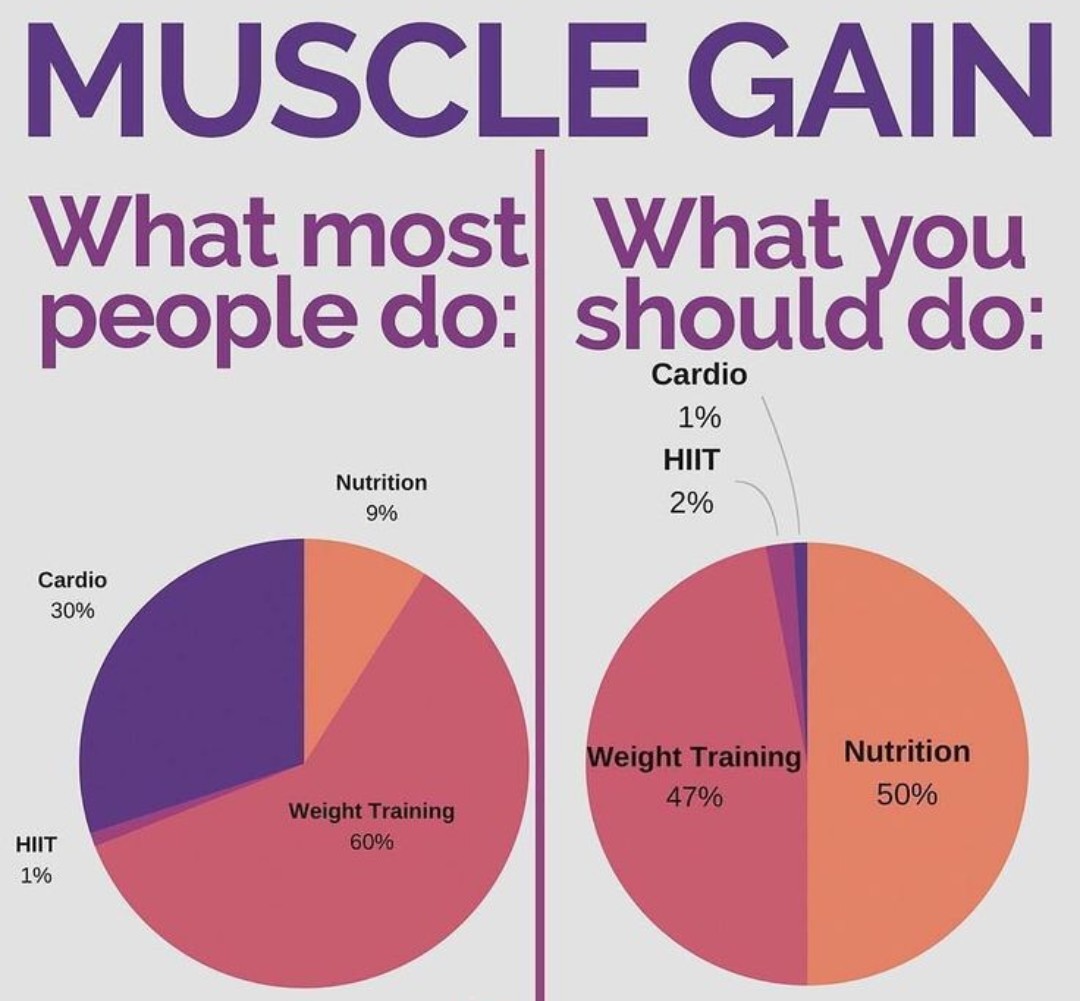 MUSCLE GAIN
What most
people do:
Nutrition
9%
Cardio
30%
Weight Training
60%
HIIT
1%
What you
should do:
Cardio
1%
HIIT
2%
Weight Training
47%
Nutrition
50%